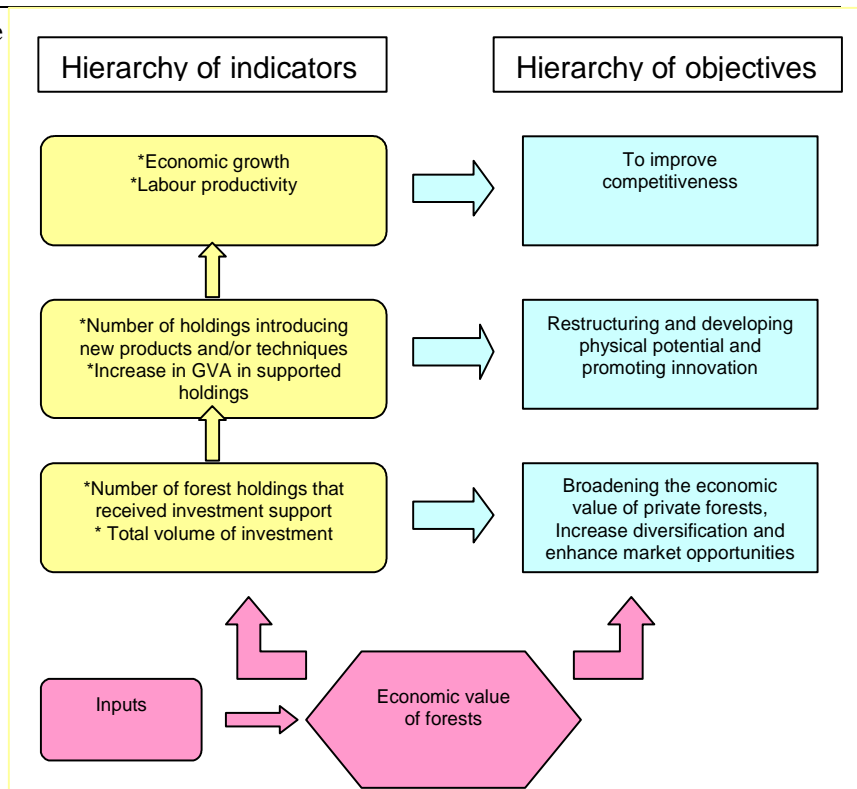 e
Hierarchy of indicators
Hierarchy of objectives
*Economic growth
*Labour productivity
To improve
competitiveness
*Number of holdings introducing
new products and/or techniques
*Increase in GVA in supported
holdings
Restructuring and developing
physical potential and
promoting innovation
*Number of forest holdings that
received investment support
* Total volume of investment
Broadening the economic
value of private forests,
Increase diversification and
enhance market opportunities
Inputs
Economic value
of forests